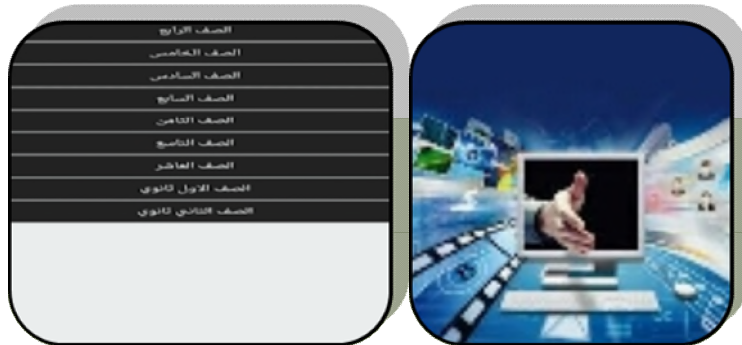 الصف الرابع
الصف الخامس
الصف السادس
الصف السابع
الصف الثامن
الصف التاسع
الصف العاشر
الصف الاول ثانوي
الصف الثاني ثانوي